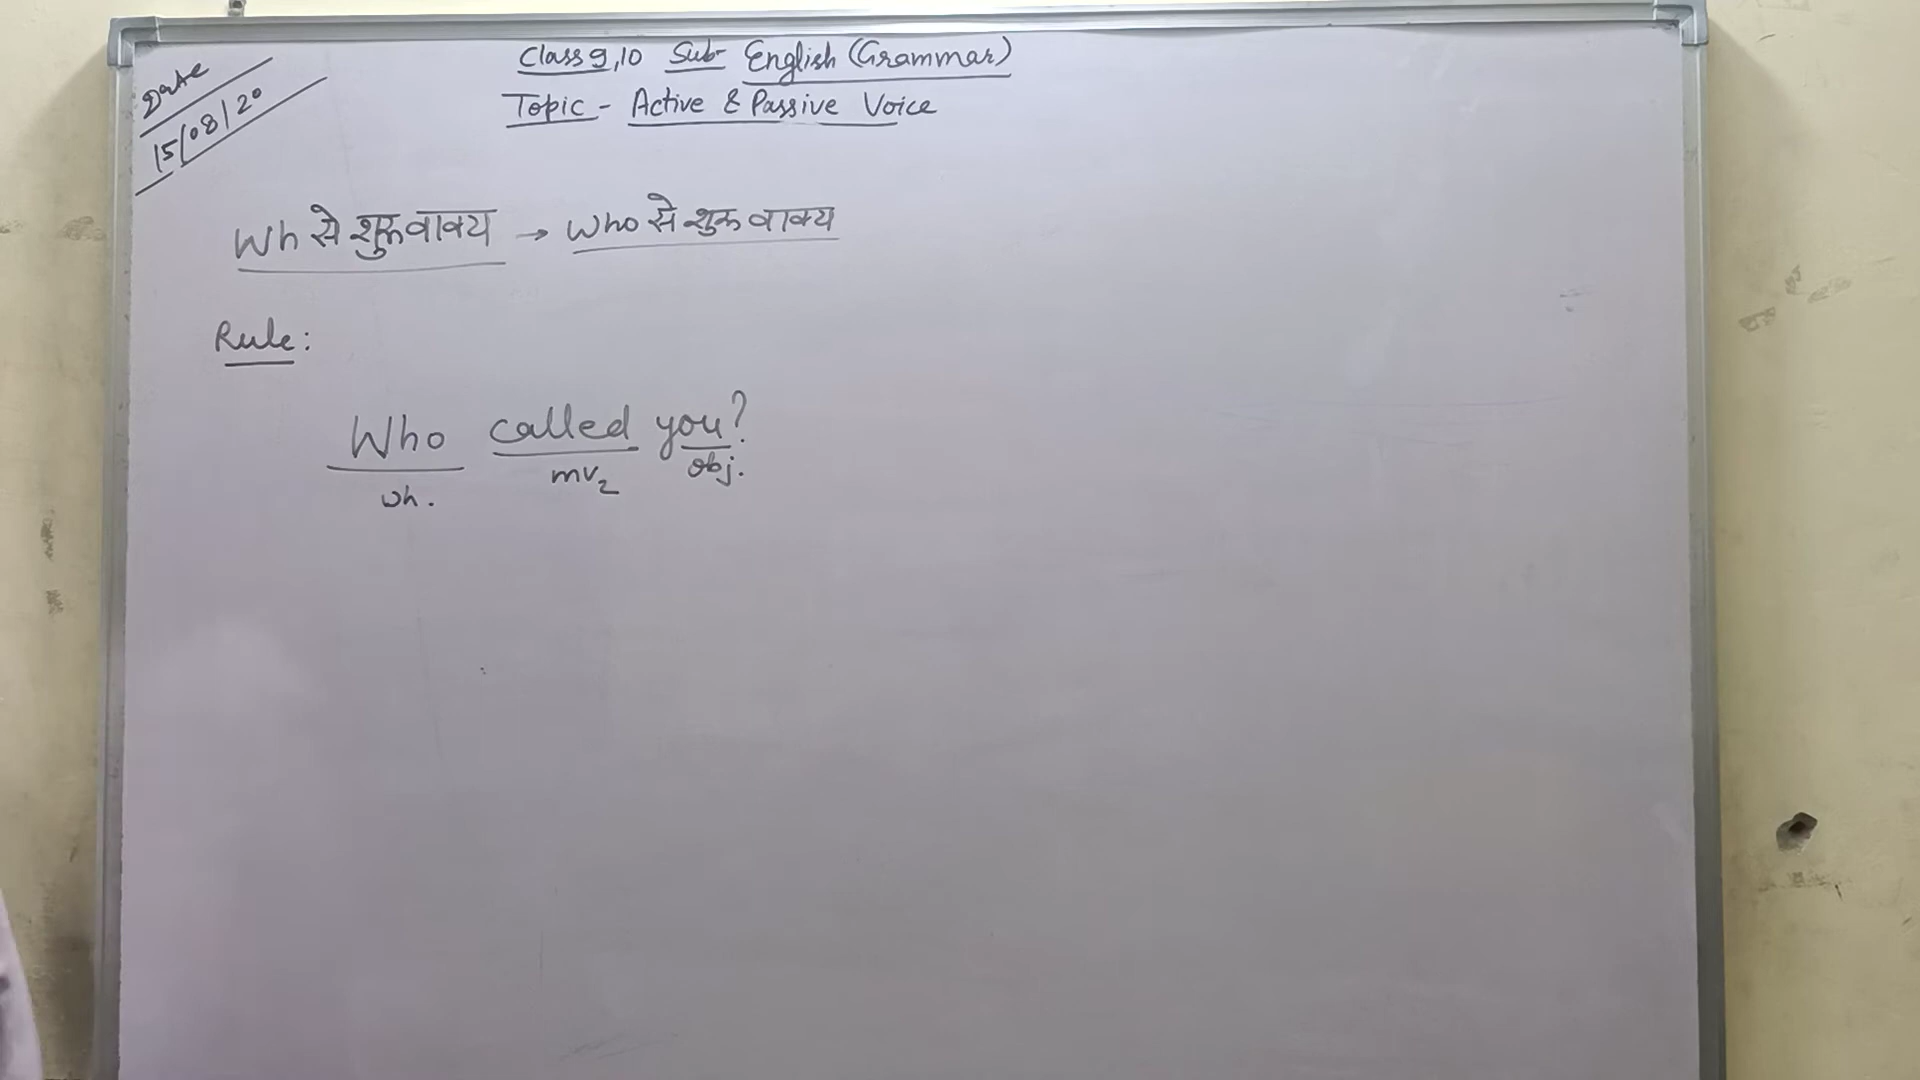 Date
15/08/20
Class 9,10 Sub- English (Grammar)
Topic - Active & Passive Voice
Wh से शुरू वाक्य → Who से शुरू वाक्य
Rule:
Who called you?
wh. mv2 obj.